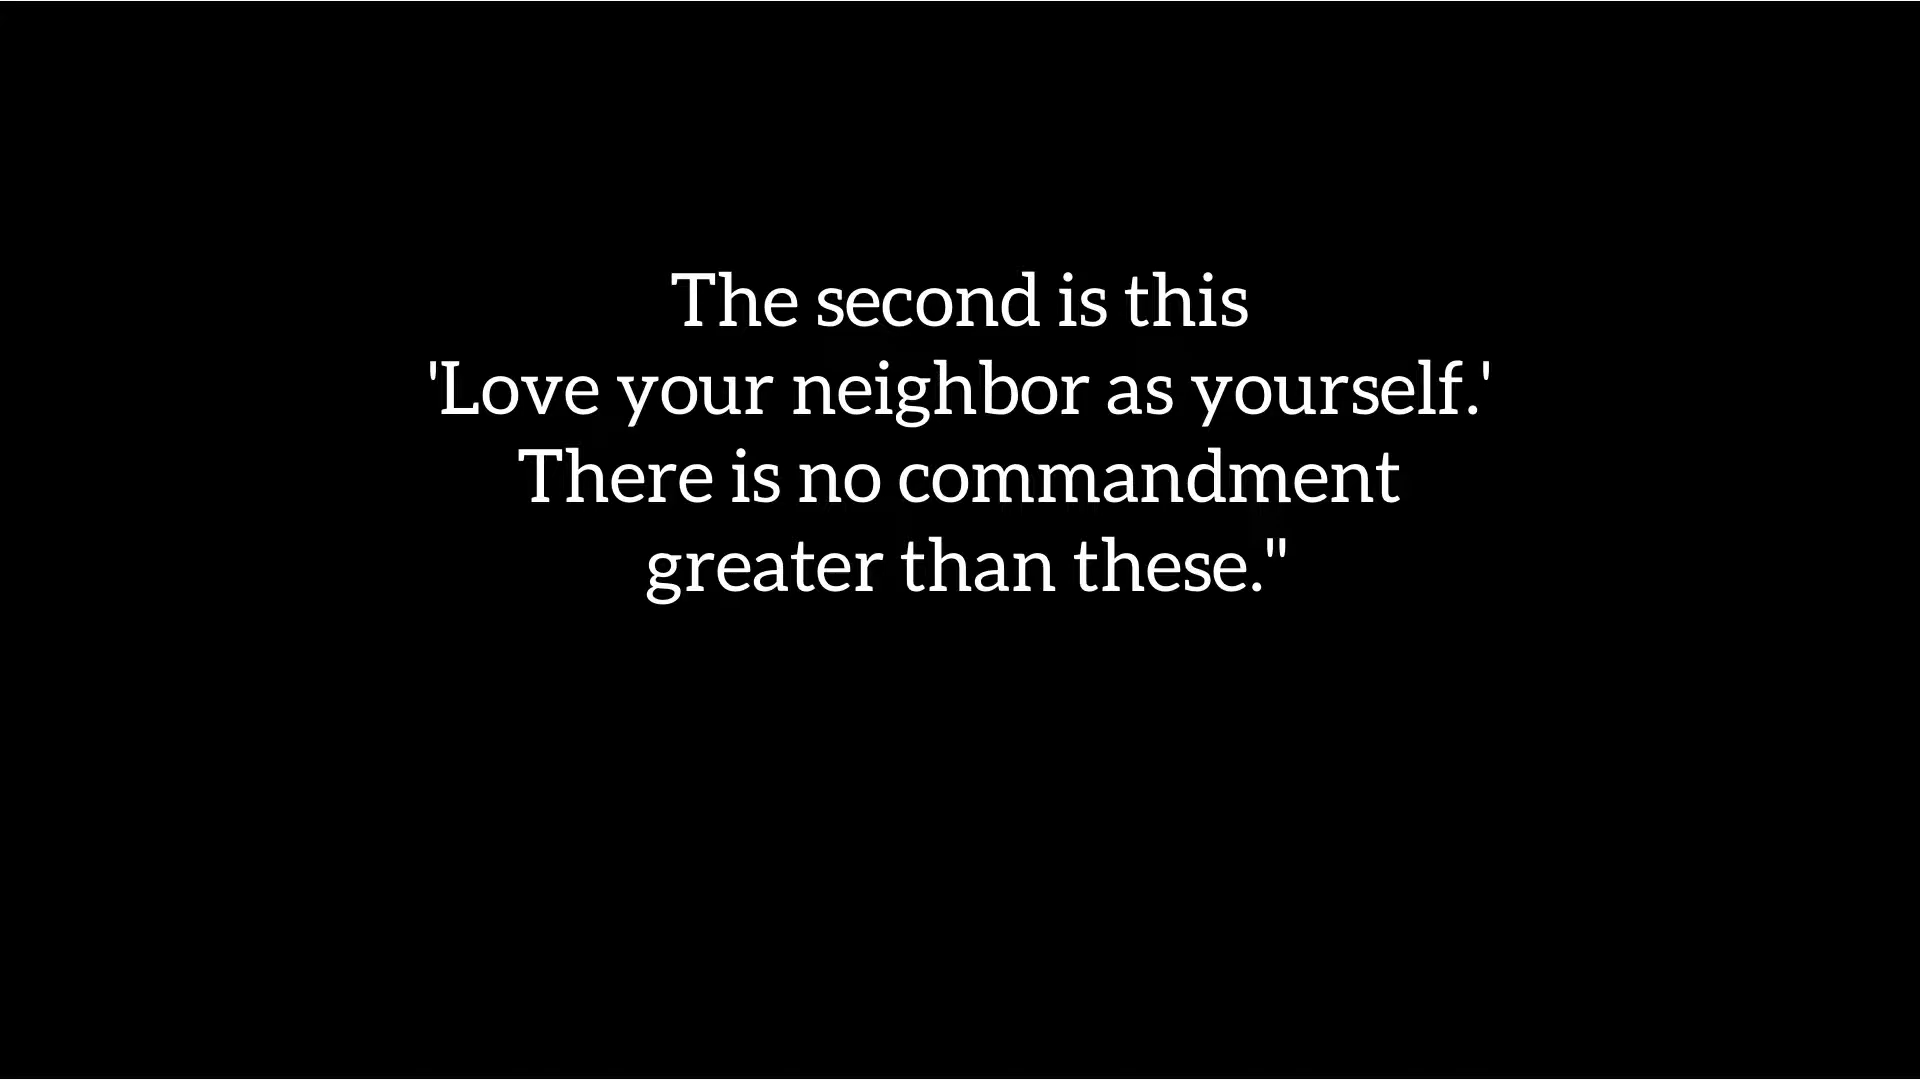 The second is this
'Love your neighbor as yourself.'
There is no commandment
greater than these."